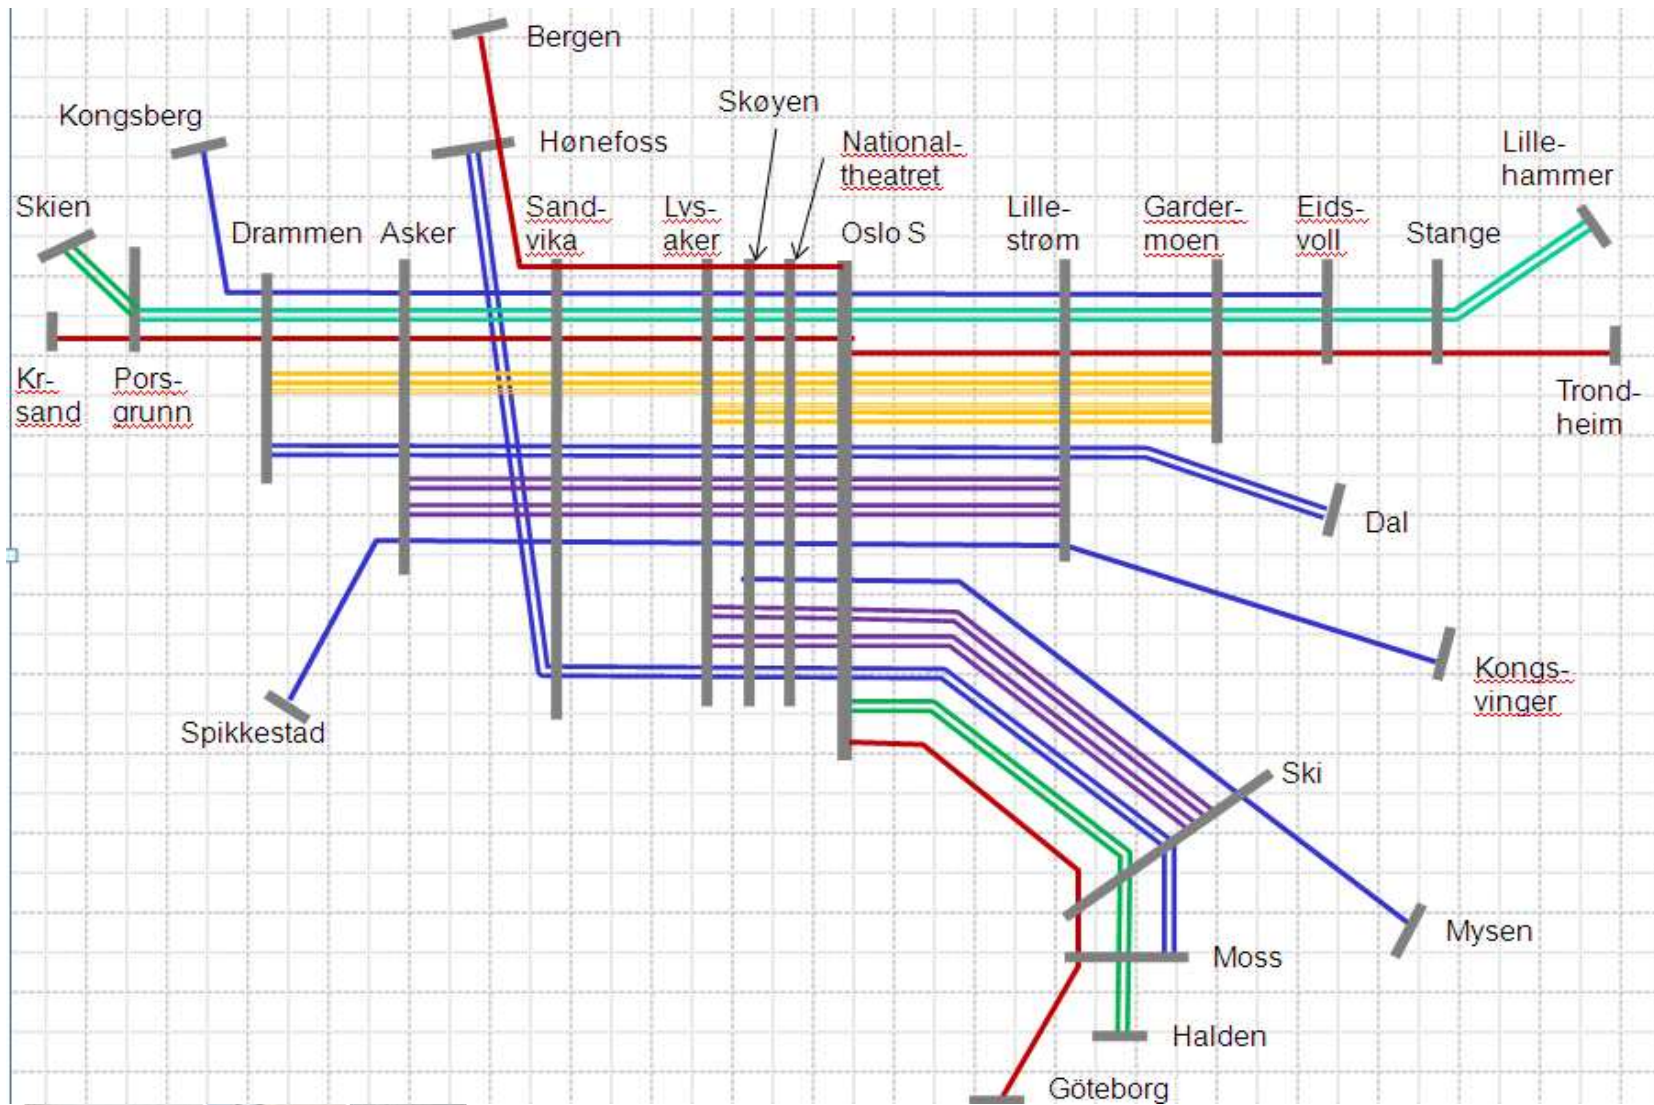 Bergen
Skøyen
Kongsberg
Hønefoss
National-
theatret
Lille-
hammer
Skien
Drammen
Asker
Sand-
vika
Lvs-
aker
Oslo S
Lille-
strøm
Garder-
moen
Eids-
voll
Stange
Kr-
sand
Pors-
grunn
Trond-
heim
Dal
Kongs-
vinger
Spikkestad
Ski
Mysen
Moss
Halden
Göteborg